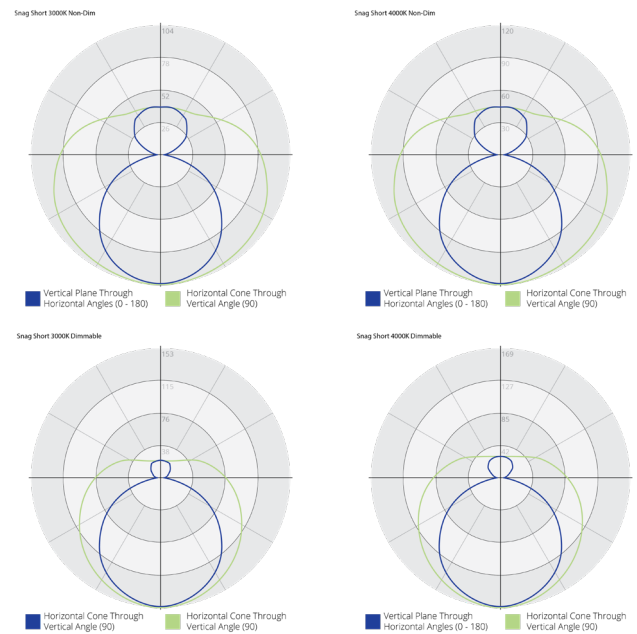 Snag Short 3000K Non-Dim
104
78
52
25
Vertical Plane Through
Horizontal Angles (0 - 180)
Horizontal Cone Through
Vertical Angle (90)
Snag Short 4000K Non-Dim
120
90
60
30
Vertical Plane Through
Horizontal Angles (0 - 180)
Horizontal Cone Through
Vertical Angle (90)
Snag Short 3000K Dimmable
153
115
76
38
Horizontal Cone Through
Vertical Angle (90)
Horizontal Cone Through
Vertical Angle (90)
Snag Short 4000K Dimmable
169
127
85
42
Vertical Plane Through
Horizontal Angles (0 - 180)
Horizontal Cone Through
Vertical Angle (90)